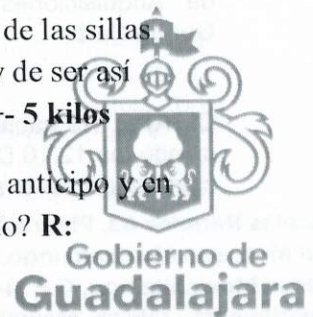 de las sillas
y de ser así
- 5 kilos
anticipo y en
o? R:
Gobierno de
Guadalajara